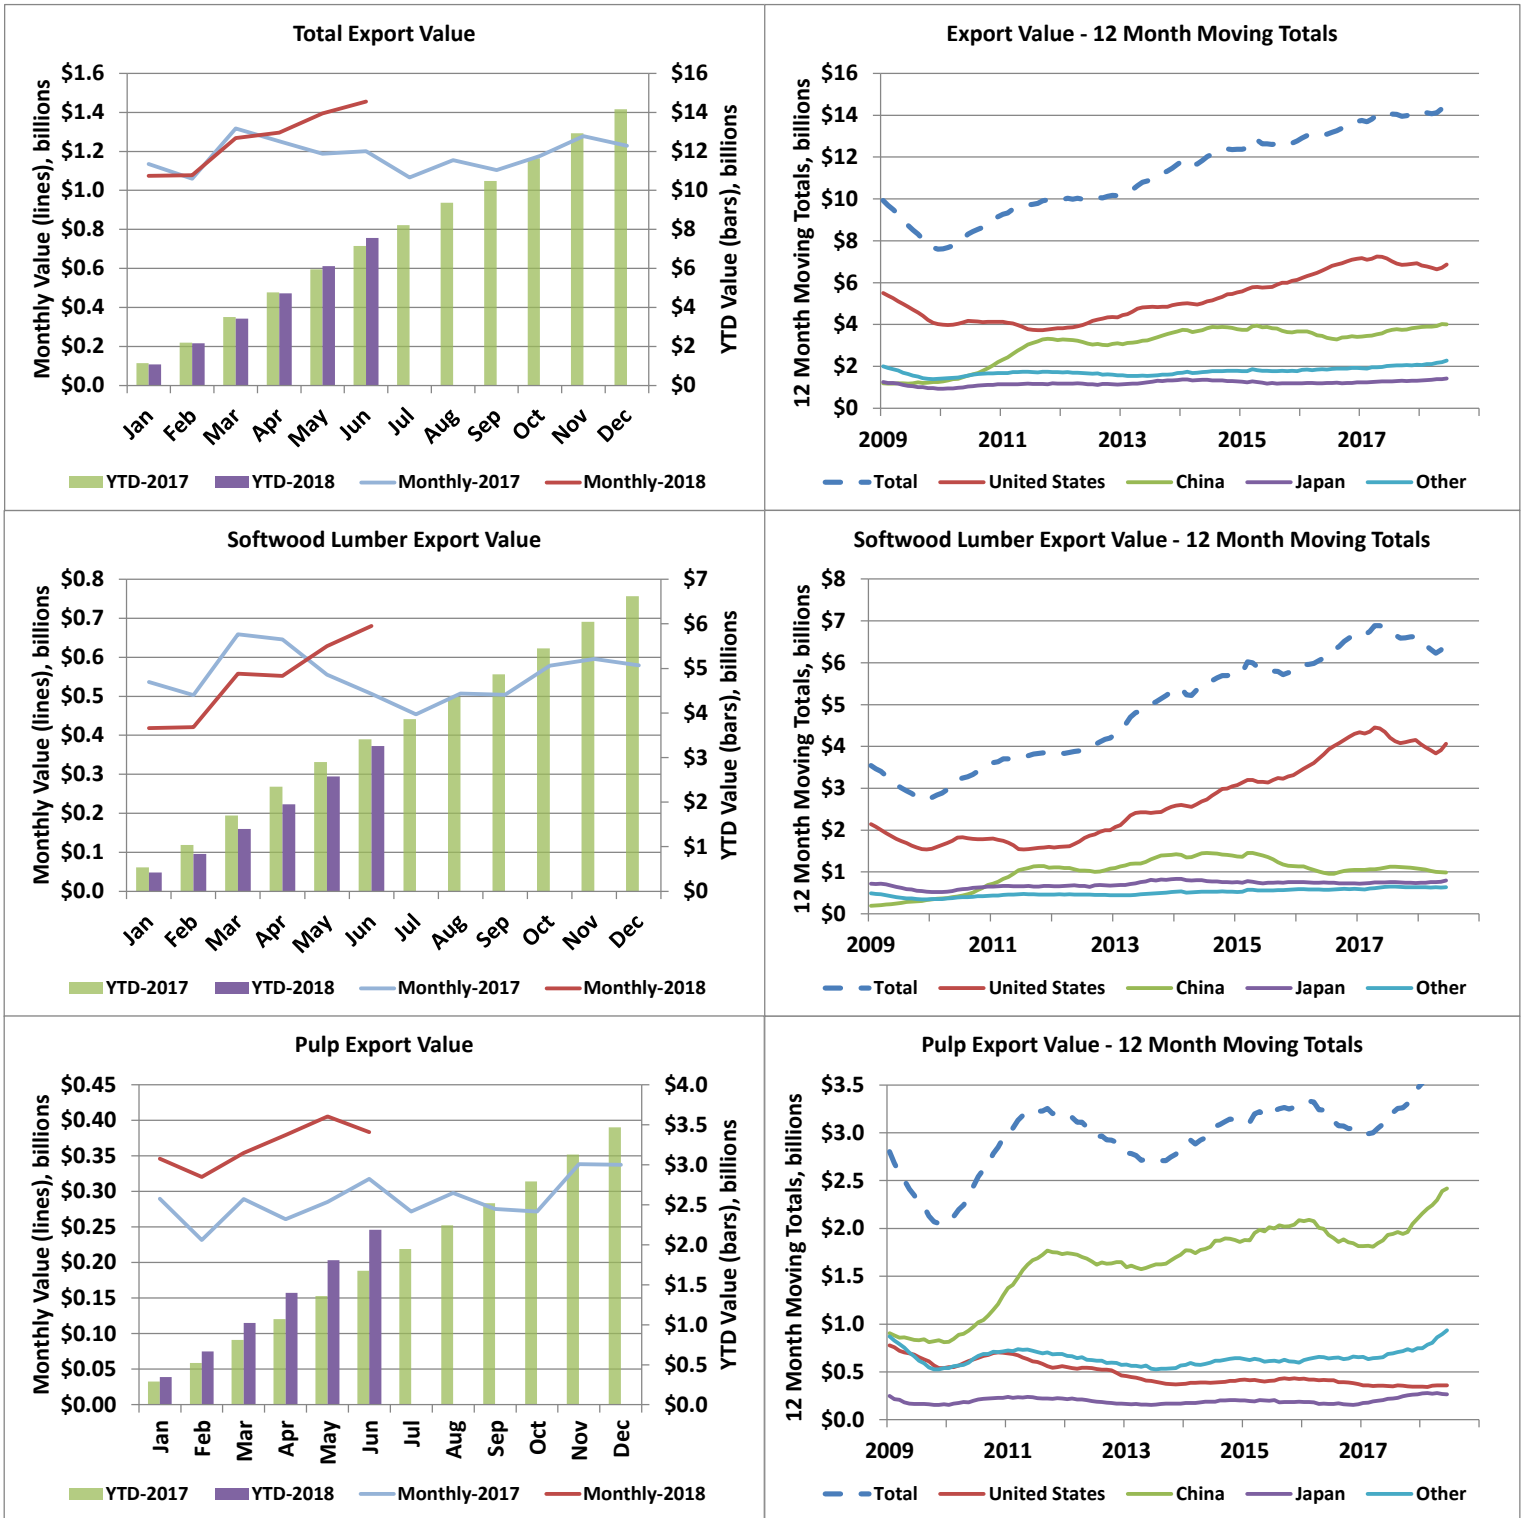 Total Export Value
Monthly Value (lines), billions
$1.6
$1.4
$1.2
$1.0
$0.8
$0.6
$0.4
$0.2
$0.0
$16
$14
$12
$10
$8
$6
$4
$2
$0
YTD Value (bars), billions
Jan Feb Mar Apr May Jun Jul Aug Sep Oct Nov Dec
YTD-2017 YTD-2018 Monthly-2017 Monthly-2018
Export Value - 12 Month Moving Totals
12 Month Moving Totals, billions
$16
$14
$12
$10
$8
$6
$4
$2
$0
2009 2011 2013 2015 2017
Total United States China Japan Other
Softwood Lumber Export Value
Monthly Value (lines), billions
$0.8
$0.7
$0.6
$0.5
$0.4
$0.3
$0.2
$0.1
$0.0
$7
$6
$5
$4
$3
$2
$1
$0
YTD Value (bars), billions
Jan Feb Mar Apr May Jun Jul Aug Sep Oct Nov Dec
YTD-2017 YTD-2018 Monthly-2017 Monthly-2018
Softwood Lumber Export Value - 12 Month Moving Totals
12 Month Moving Totals, billions
$8
$7
$6
$5
$4
$3
$2
$1
$0
2009 2011 2013 2015 2017
Total United States China Japan Other
Pulp Export Value
Monthly Value (lines), billions
$0.45
$0.40
$0.35
$0.30
$0.25
$0.20
$0.15
$0.10
$0.05
$0.00
$4.0
$3.5
$3.0
$2.5
$2.0
$1.5
$1.0
$0.5
$0.0
YTD Value (bars), billions
Jan Feb Mar Apr May Jun Jul Aug Sep Oct Nov Dec
YTD-2017 YTD-2018 Monthly-2017 Monthly-2018
Pulp Export Value - 12 Month Moving Totals
12 Month Moving Totals, billions
$3.5
$3.0
$2.5
$2.0
$1.5
$1.0
$0.5
$0.0
2009 2011 2013 2015 2017
Total United States China Japan Other